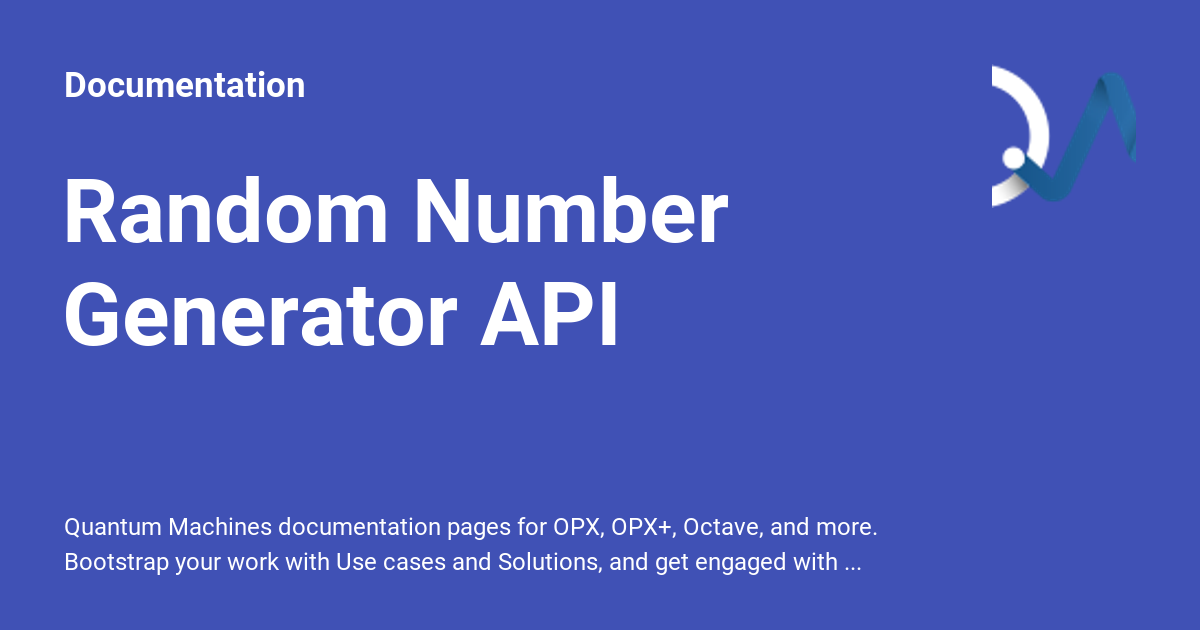 Documentation
Random Number
Generator API
Quantum Machines documentation pages for OPX, OPX+, Octave, and more.
Bootstrap your work with Use cases and Solutions, and get engaged with ...